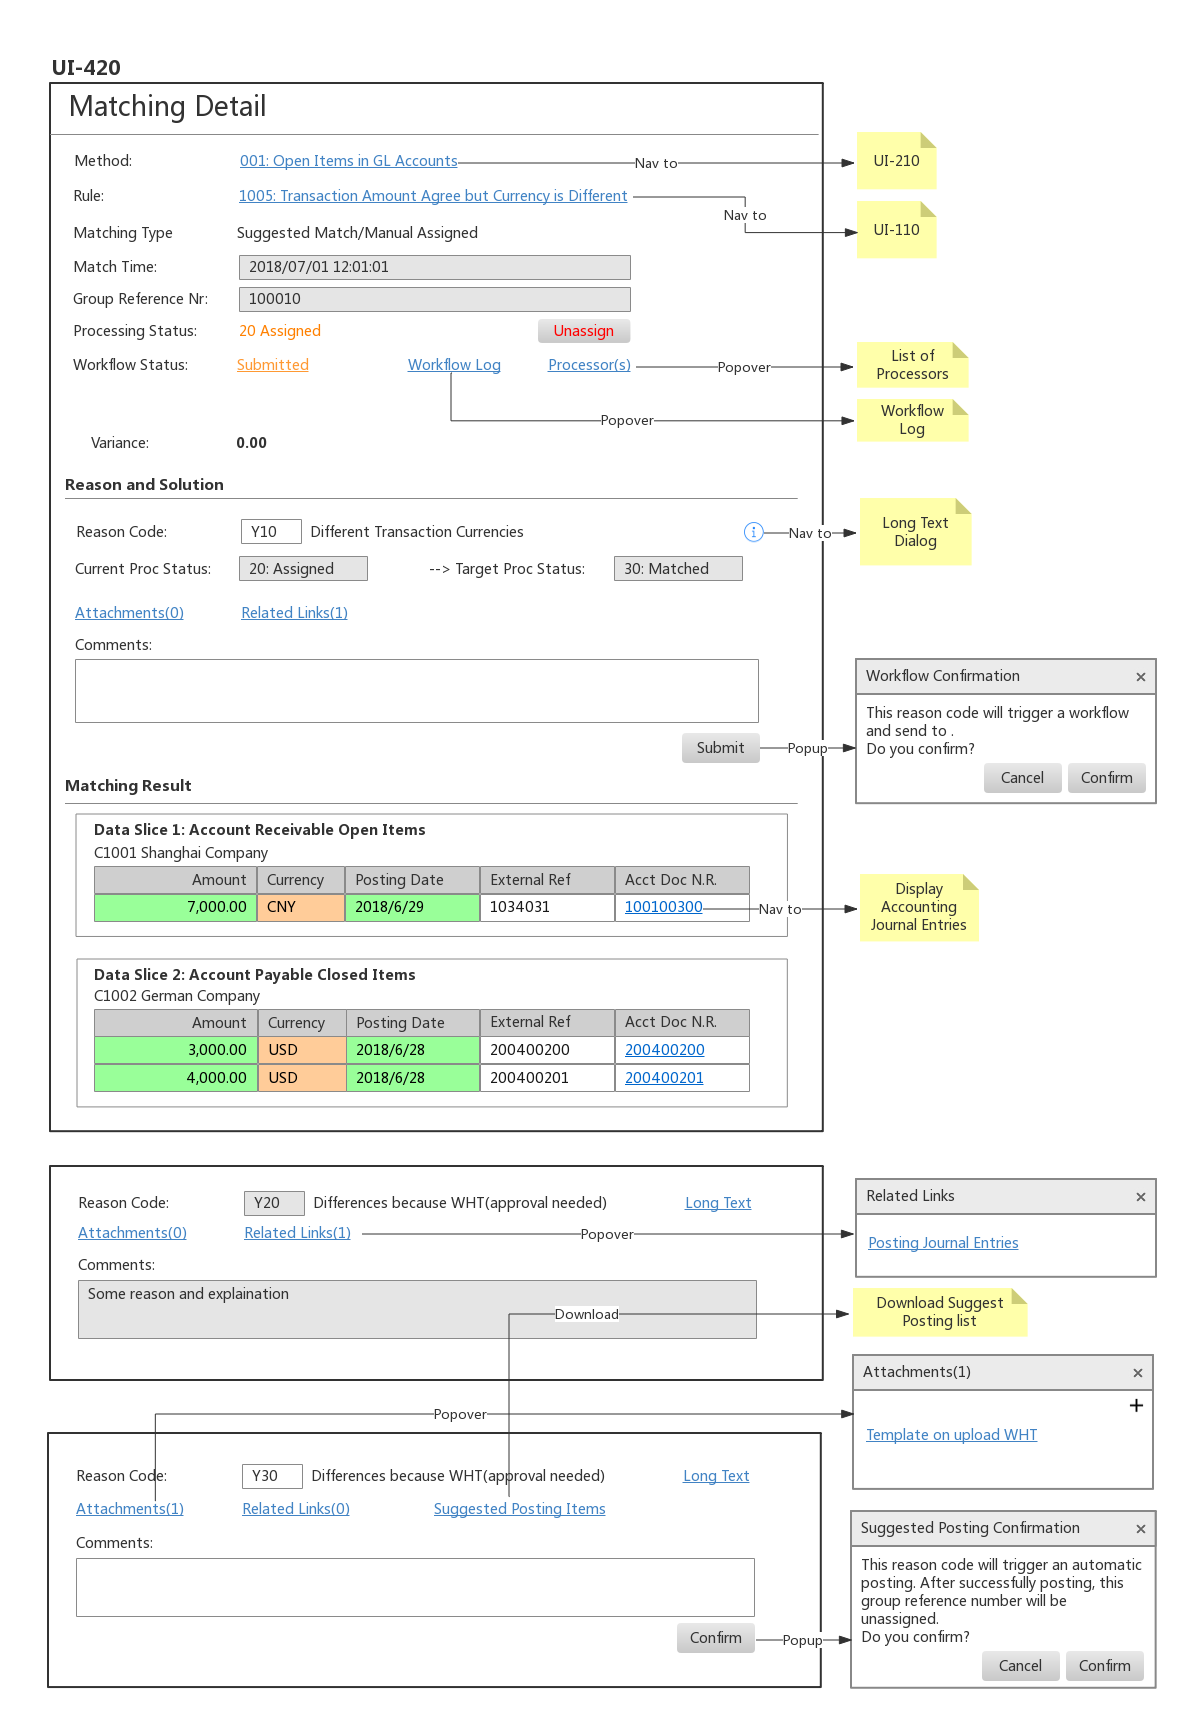 UI-420
Matching Detail
Method: 001: Open Items in GL Accounts Nav to UI-210
Rule: 1005: Transaction Amount Agree but Currency is Different
Nav to UI-110
Matching Type Suggested Match/Manual Assigned
Match Time: 2018/07/01 12:01:01
Group Reference Nr: 100010
Processing Status: 20 Assigned Unassign
Workflow Status: Submitted Workflow Log Processor(s) Popover
List of
Processors
Popover
Workflow
Log
Variance: 0.00
Reason and Solution
Reason Code: Y10 Different Transaction Currencies i Nav to
Long Text
Dialog
Current Proc Status: 20: Assigned --> Target Proc Status: 30: Matched
Attachments(0) Related Links(1)
Comments:
Submit Popup
Workflow Confirmation ×
This reason code will trigger a workflow
and send to .
Do you confirm?
Cancel Confirm
Matching Result
Data Slice 1: Account Receivable Open Items
C1001 Shanghai Company
Amount Currency Posting Date External Ref Acct Doc N.R.
7,000.00 CNY 2018/6/29 1034031 100100300 Nav to
Display
Accounting
Journal Entries
Data Slice 2: Account Payable Closed Items
C1002 German Company
Amount Currency Posting Date External Ref Acct Doc N.R.
3,000.00 USD 2018/6/28 200400200 200400200
4,000.00 USD 2018/6/28 200400201 200400201
Reason Code: Y20 Differences because WHT(approval needed) Long Text
Attachments(0) Related Links(1) Popover
Related Links ×
Posting Journal Entries
Comments:
Some reason and explaination
Download
Download Suggest
Posting list
Popover
Attachments(1) ×
+
Template on upload WHT
Reason Code: Y30 Differences because WHT(approval needed) Long Text
Attachments(1) Related Links(0) Suggested Posting Items
Comments:
Confirm Popup
Suggested Posting Confirmation ×
This reason code will trigger an automatic
posting. After successfully posting, this
group reference number will be
unassigned.
Do you confirm?
Cancel Confirm